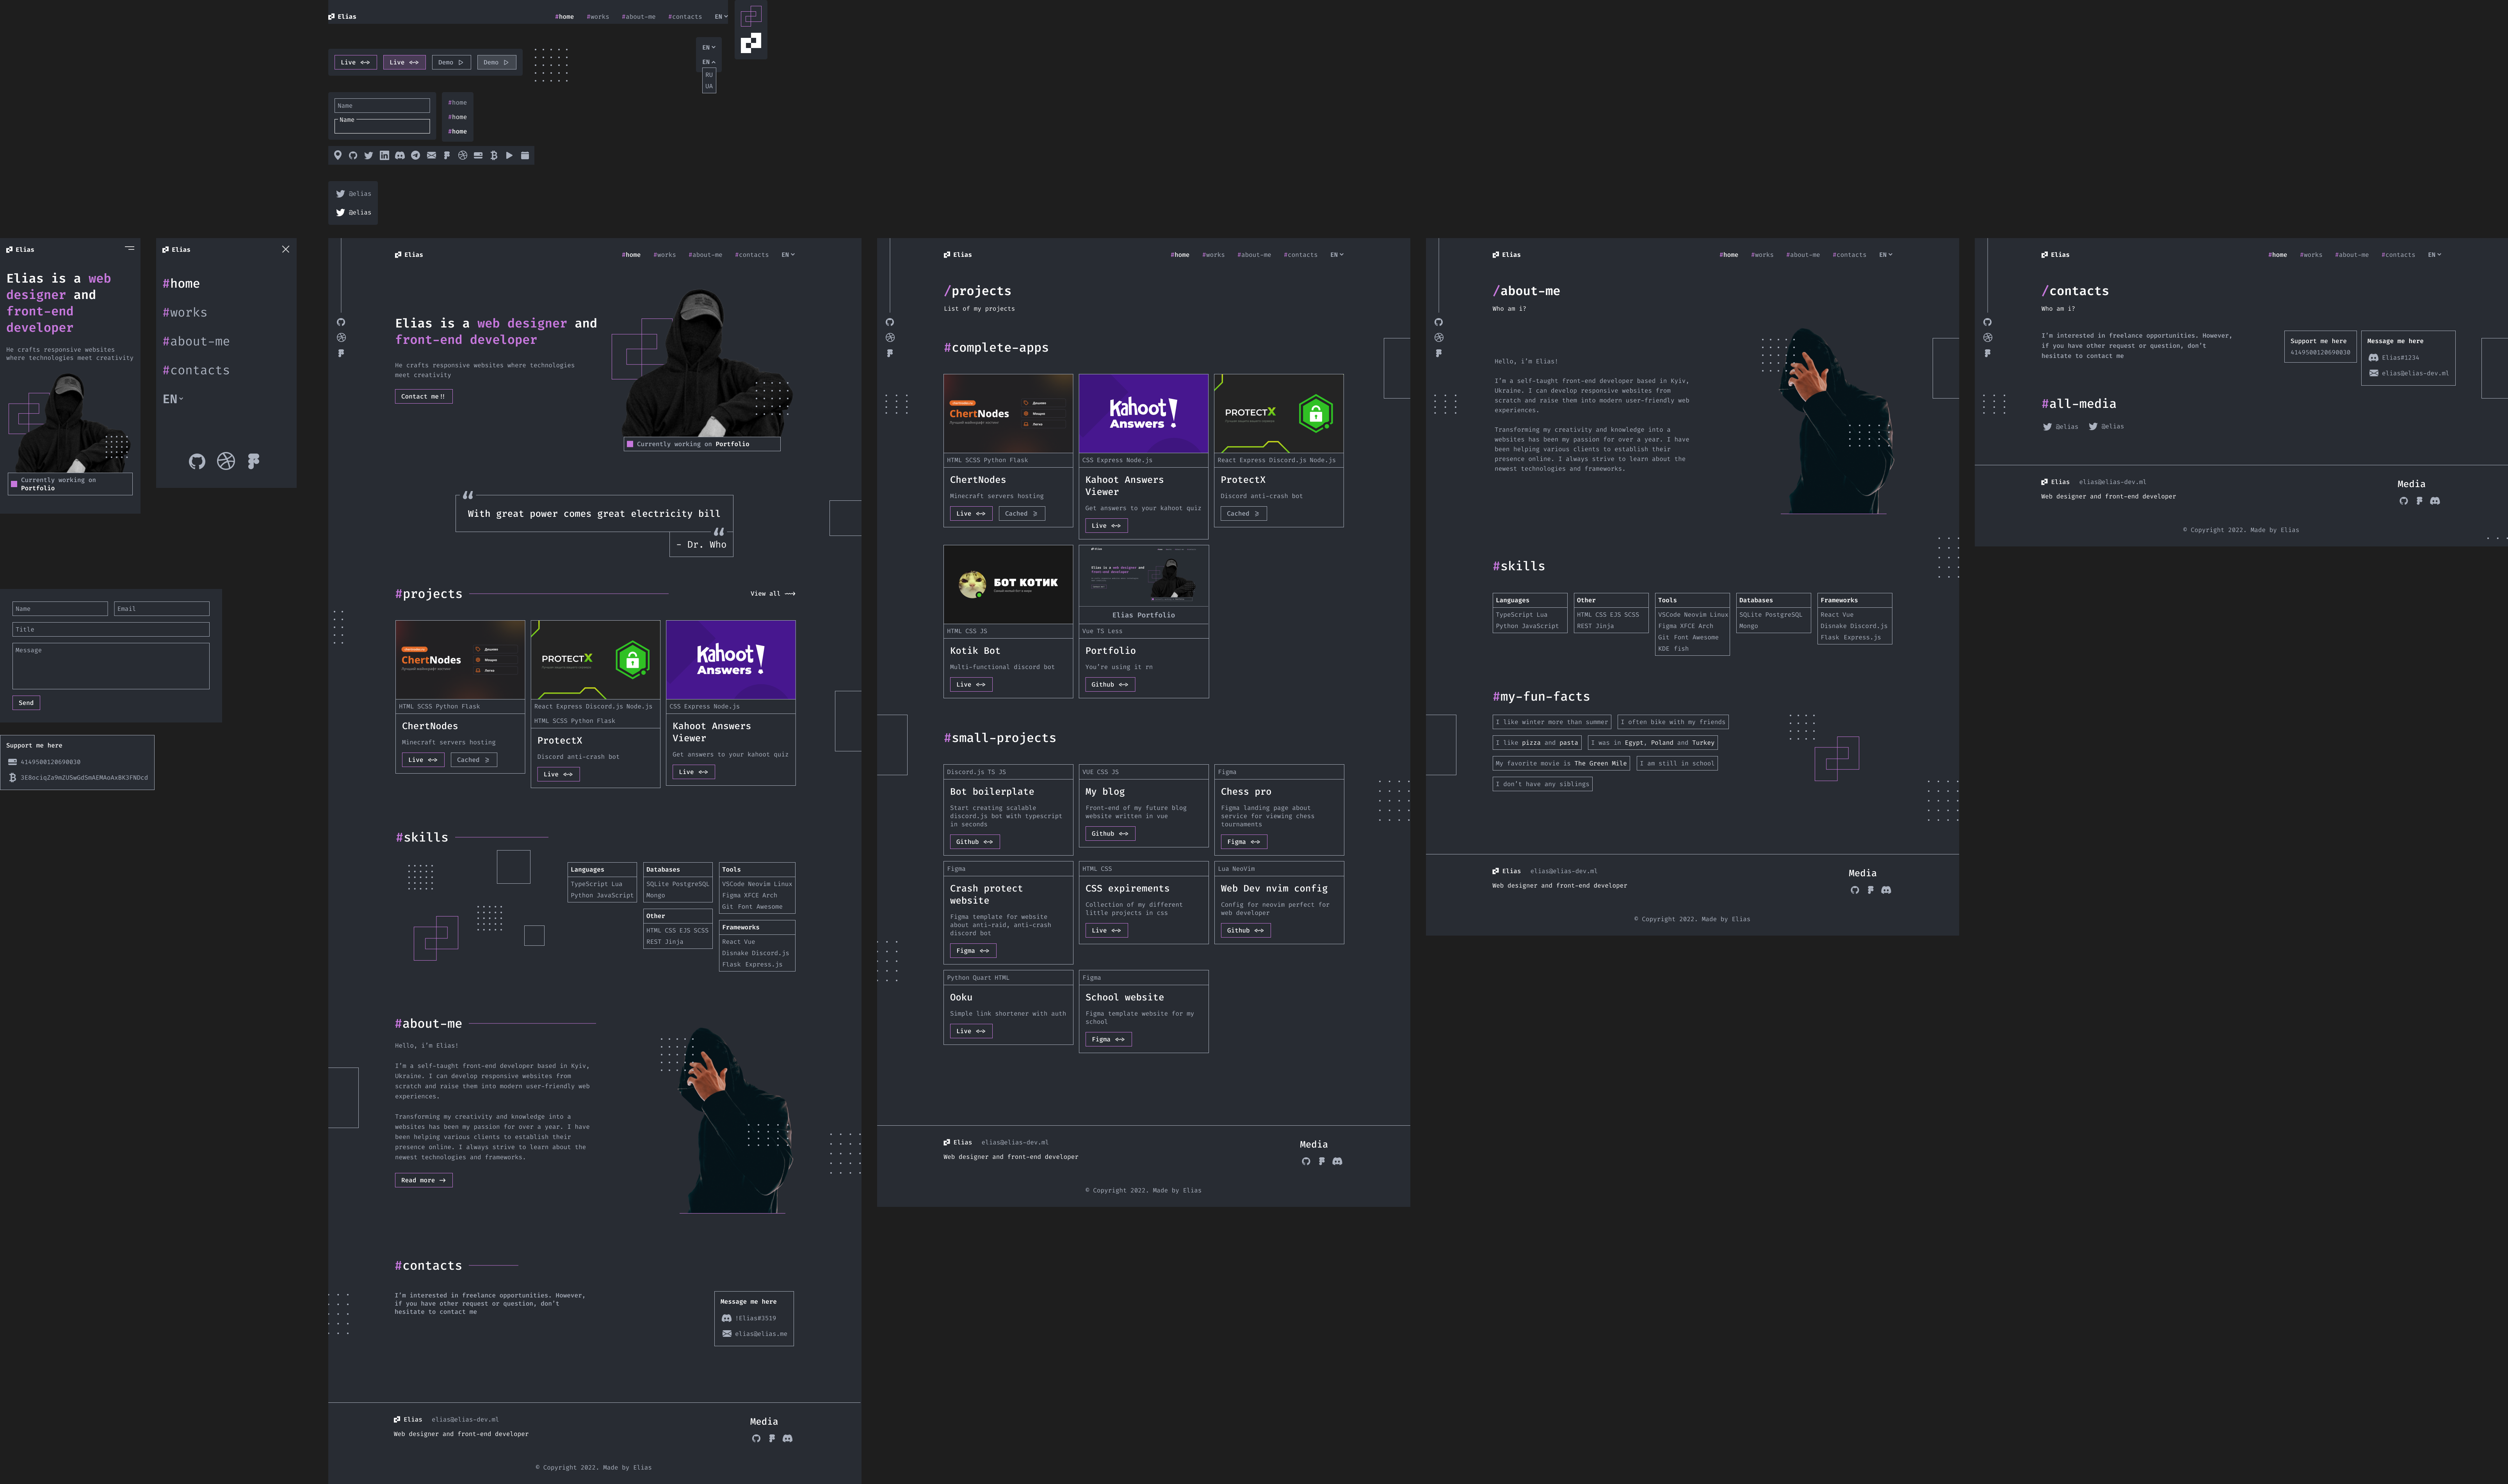 Elias
#home #works #about-me #contacts EN
Live Live Demo Demo
EN
EN
RU
UA
Name
Name
#home
#home
#home
@elias
@elias
Elias
Elias is a web
designer and
front-end
developer
He crafts responsive websites
where technologies meet creativity
Currently working on
Portfolio
Elias
#home
#works
#about-me
#contacts
EN
Name Email
Title
Message
Send
Support me here
4149500120690030
Elias
#home #works #about-me #contacts EN
Elias is a web designer and
front-end developer
He crafts responsive websites where technologies
meet creativity
Contact me!!
Currently working on Portfolio
With great power comes great electricity bill
- Dr. Who
#projects
View all
ChertNodes
PROTECTX
Kahoot!
Answers
HTML SCSS Python Flask
ChertNodes
Minecraft servers hosting
Live Cached
React Express Discord.js Node.js
HTML SCSS Python Flask
ProtectX
Discord anti-crash bot
Live
CSS Express Node.js
Kahoot Answers
Viewer
Get answers to your kahoot quiz
Live
#skills
Languages
TypeScript Lua
Python JavaScript
Databases
SQLite PostgreSQL
Mongo
Other
HTML CSS EJS SCSS
REST Jinja
Tools
VSCode Neovim Linux
Figma XFCE Arch
Git Font Awesome
Frameworks
React Vue
Disnake Discord.js
Flask Express.js
#about-me
Hello, i'm Elias!
I'm a self-taught front-end developer based in Kyiv,
Ukraine. I can develop responsive websites from
scratch and raise them into modern user-friendly web
experiences.
Transforming my creativity and knowledge into a
websites has been my passion for over a year. I have
been helping various clients to establish their
presence online. I always strive to learn about the
newest technologies and frameworks.
Read more
#contacts
I'm interested in freelance opportunities. However,
if you have other request or question, don't
hesitate to contact me
Message me here
!Elias#3519
elias@elias.me
Elias elias@elias-dev.ml
Web designer and front-end developer
Media
© Copyright 2022. Made by Elias
Elias
#home #works #about-me #contacts EN
/projects
List of my projects
#complete-apps
ChertNodes
Kahoot!
Answers
PROTECTX
HTML SCSS Python Flask
ChertNodes
Minecraft servers hosting
Live Cached
CSS Express Node.js
Kahoot Answers
Viewer
Get answers to your kahoot quiz
Live
React Express Discord.js Node.js
ProtectX
Discord anti-crash bot
Cached
БОТ КОТИК
HTML CSS JS
Kotik Bot
Multi-functional discord bot
Live
Elias Portfolio
Vue TS Less
Portfolio
You're using it rn
Github
#small-projects
Discord.js TS JS
Bot boilerplate
Start creating scalable
discord.js bot with typescript
in seconds
Github
VUE CSS JS
My blog
Front-end of my future blog
website written in vue
Github
Figma
Chess pro
Figma landing page about
service for viewing chess
tournaments
Figma
Figma
Crash protect
website
Figma template for website
about anti-raid, anti-crash
discord bot
Figma
HTML CSS
CSS expirements
Collection of my different
little projects in css
Live
Lua NeoVim
Web Dev nvim config
Config for neovim perfect for
web developer
Github
Python Quart HTML
Ooku
Simple link shortener with auth
Live
Figma
School website
Figma template website for my
school
Figma
Elias elias@elias-dev.ml
Web designer and front-end developer
Media
© Copyright 2022. Made by Elias
Elias
#home #works #about-me #contacts EN
/about-me
Who am i?
Hello, i'm Elias!
I'm a self-taught front-end developer based in Kyiv,
Ukraine. I can develop responsive websites from
scratch and raise them into modern user-friendly web
experiences.
Transforming my creativity and knowledge into a
websites has been my passion for over a year. I have
been helping various clients to establish their
presence online. I always strive to learn about the
newest technologies and frameworks.
#skills
Languages
TypeScript Lua
Python JavaScript
Other
HTML CSS EJS SCSS
REST Jinja
Tools
VSCode Neovim Linux
Figma XFCE Arch
Git Font Awesome
KDE fish
Databases
SQLite PostgreSQL
Mongo
Frameworks
React Vue
Disnake Discord.js
Flask Express.js
#my-fun-facts
I like winter more than summer
I often bike with my friends
I like pizza and pasta
I was in Egypt, Poland and Turkey
My favorite movie is The Green Mile
I am still in school
I don't have any siblings
Elias elias@elias-dev.ml
Web designer and front-end developer
Media
© Copyright 2022. Made by Elias
Elias
#home #works #about-me #contacts EN
/contacts
Who am i?
I'm interested in freelance opportunities. However,
if you have other request or question, don't
hesitate to contact me
Support me here
4149500120690030
Message me here
Elias#1234
elias@elias-dev.ml
#all-media
@elias @elias
Elias elias@elias-dev.ml
Web designer and front-end developer
Media
© Copyright 2022. Made by Elias